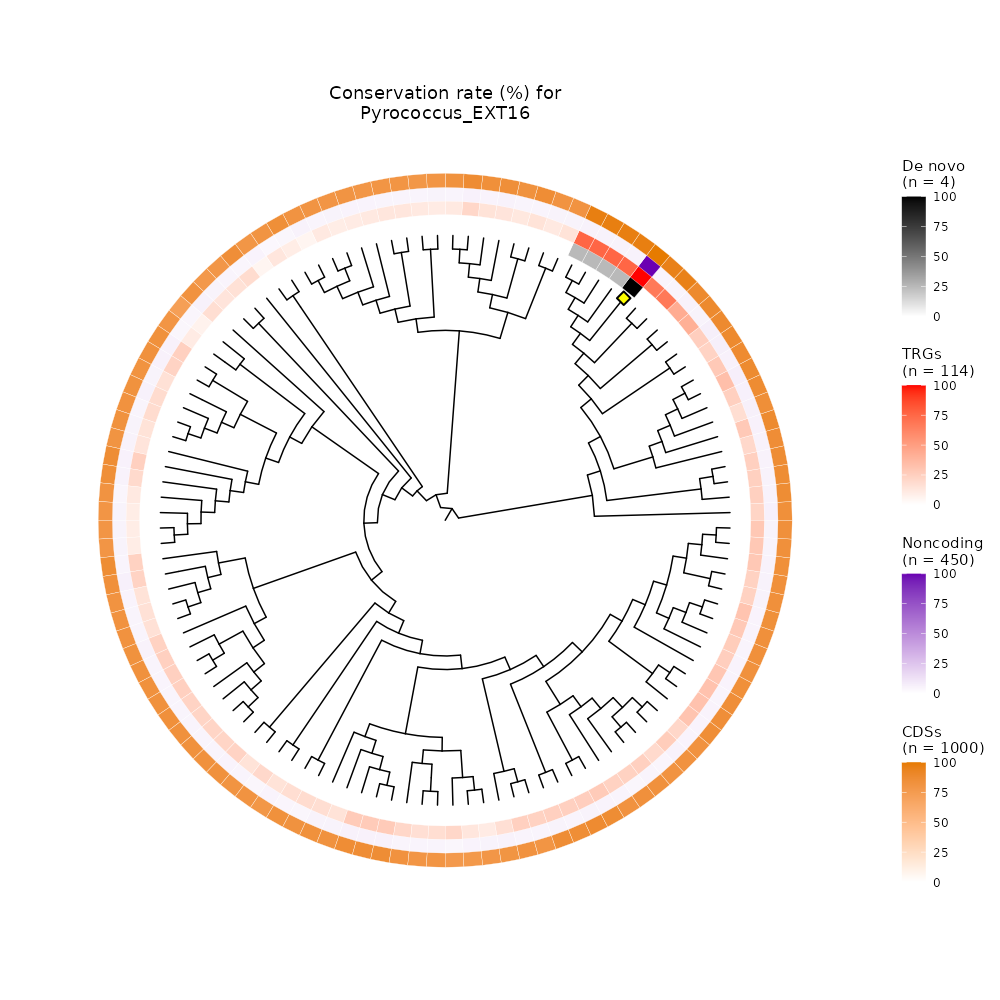 Conservation rate (%) for
Pyrococcus_EXT16
De novo
(n = 4)
100
75
50
25
0
TRGs
(n = 114)
100
75
50
25
0
Noncoding
(n = 450)
100
75
50
25
0
CDSs
(n = 1000)
100
75
50
25
0